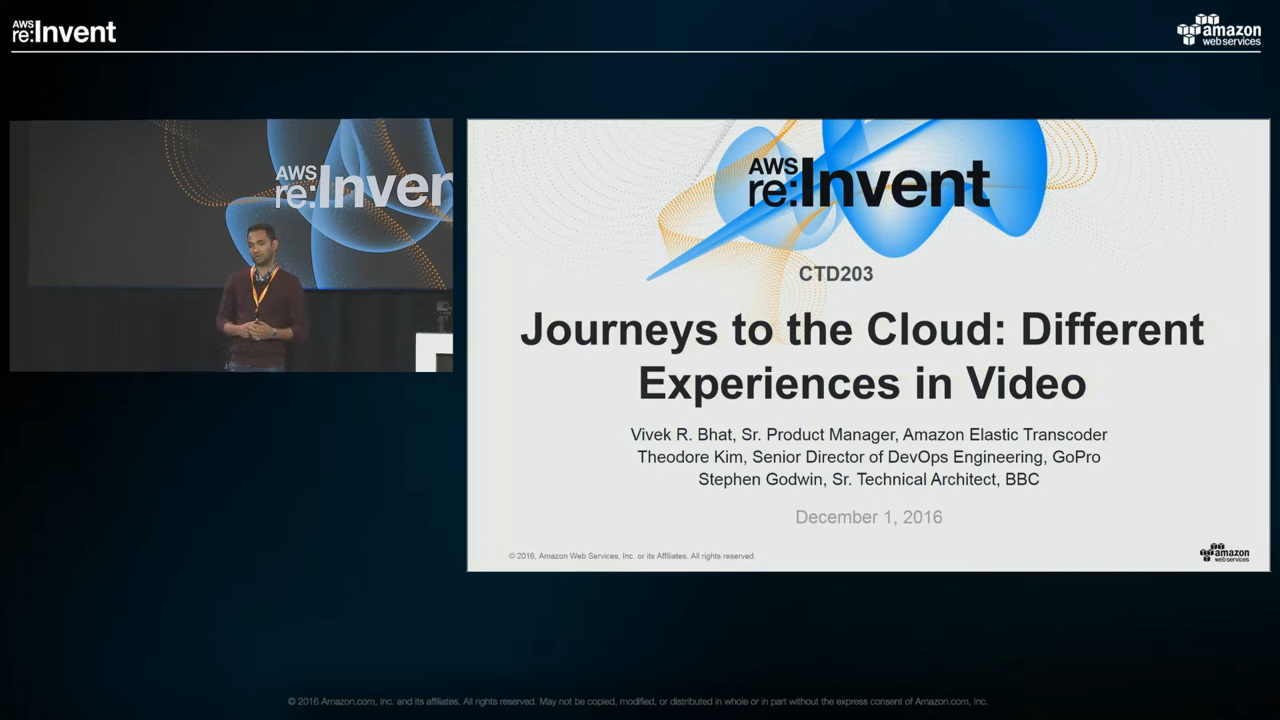 AWS
re:Invent
amazon
web services
AWS
re:Inven
AWS
re:Invent
CTD203
Journeys to the Cloud: Different
Experiences in Video
Vivek R. Bhat, Sr. Product Manager, Amazon Elastic Transcoder
Theodore Kim, Senior Director of DevOps Engineering, GoPro
Stephen Godwin, Sr. Technical Architect, BBC
December 1, 2016
© 2016, Amazon Web Services, Inc. or its Affiliates. All rights reserved.
amazon
web services
© 2016 Amazon.com, Inc. and its affiliates. All rights reserved. May not be copied, modified, or distributed in whole or in part without the express consent of Amazon.com, Inc.